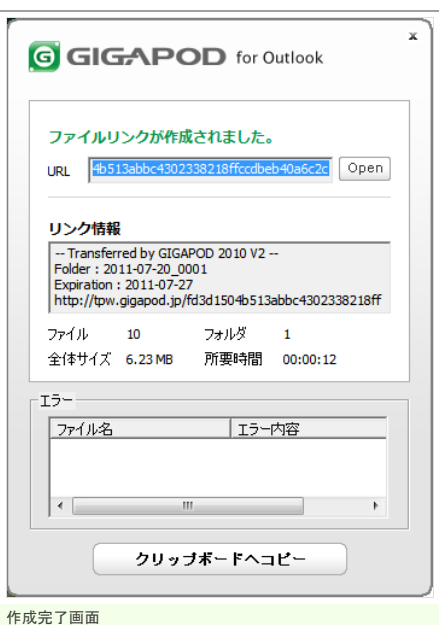 GIGAPOD for Outlook
x
ファイルリンクが作成されました。
URL 4b513abbc4302338218ffccdbeb40a6c2c Open
リンク情報
-- Transferred by GIGAPOD 2010 V2 --
Folder : 2011-07-20_0001
Expiration : 2011-07-27
http://tpw.gigapod.jp/fd3d1504b513abbc4302338218ff
ファイル 10 フォルダ 1
全体サイズ 6.23 MB 所要時間 00:00:12
エラー
ファイル名 エラー内容
クリップボードへコピー
作成完了画面